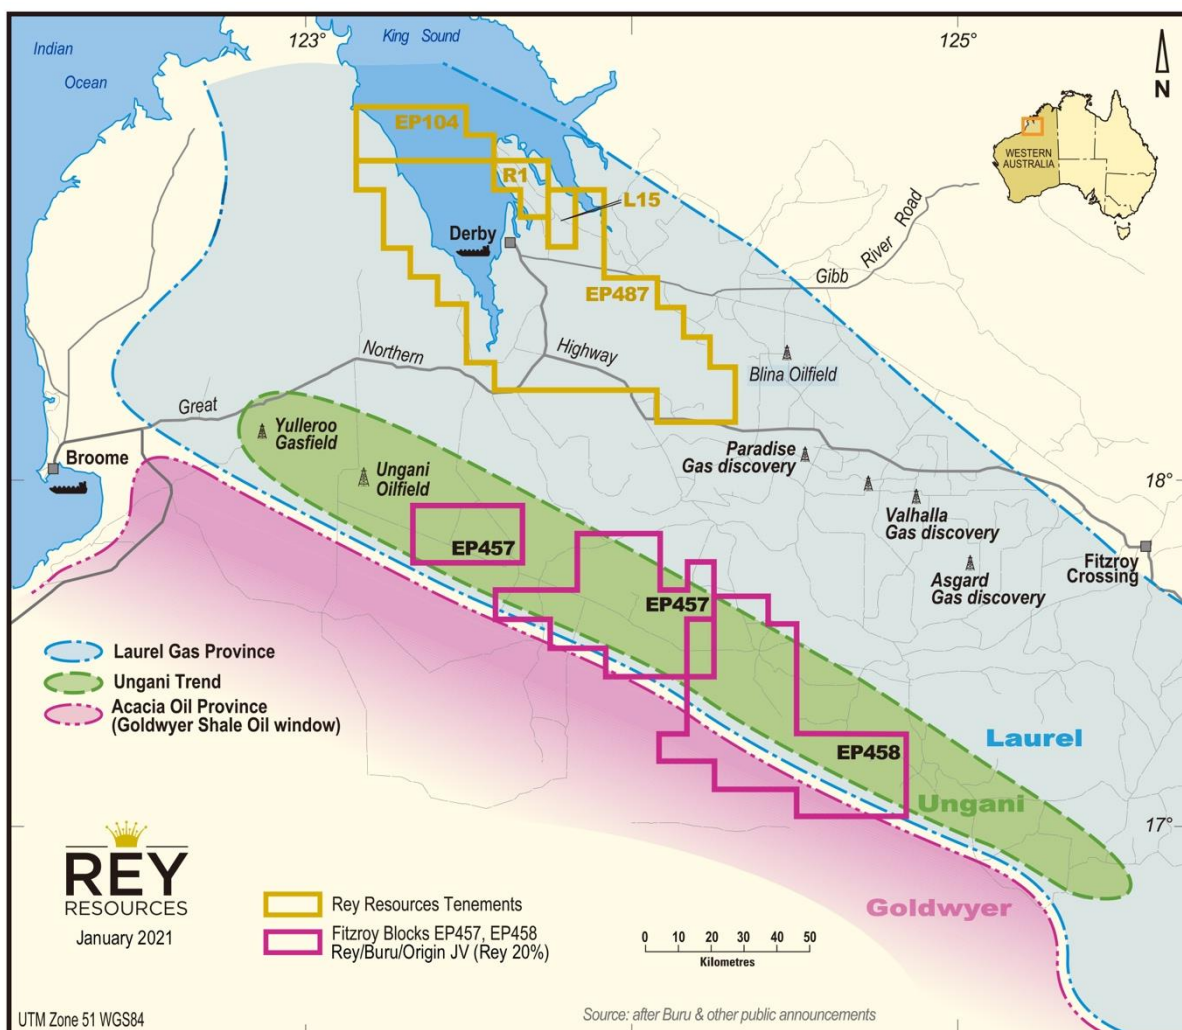 123°
King Sound
125°
Indian
Ocean
N
EP104
WESTERN
AUSTRALIA
R1
L15
Derby
River Road
Gibb
EP487
Northern
Highway
Blina Oilfield
Great
Yulleroo
Gasfield
Broome
Paradise
Gas discovery
Ungani
Oilfield
18°
Valhalla
Gas discovery
EP457
Fitzroy
Crossing
Asgard
Gas discovery
EP457
Laurel Gas Province
Ungani Trend
Acacia Oil Province
(Goldwyer Shale Oil window)
Laurel
EP458
Ungani
17°
REY
RESOURCES
January 2021
Goldwyer
Rey Resources Tenements
Fitzroy Blocks EP457, EP458
Rey/Buru/Origin JV (Rey 20%)
0 10 20 30 40 50
Kilometres
UTM Zone 51 WGS84
Source: after Buru & other public announcements